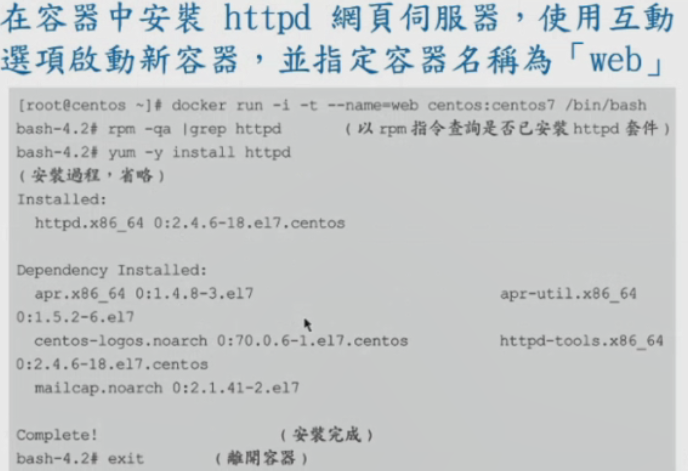 在容器中安裝 httpd 網頁伺服器，使用互動
選項啟動新容器，並指定容器名稱為「web」
[root@centos ~]# docker run -i -t --name=web centos:centos7 /bin/bash
bash-4.2# rpm -qa |grep httpd （以 rpm 指令查詢是否已安裝 httpd 套件）
bash-4.2# yum -y install httpd
（安裝過程，省略）
Installed:
httpd.x86_64 0:2.4.6-18.el7.centos
Dependency Installed:
apr.x86_64 0:1.4.8-3.el7 apr-util.x86_64
0:1.5.2-6.el7
centos-logos.noarch 0:70.0.6-1.el7.centos httpd-tools.x86_64
0:2.4.6-18.el7.centos
mailcap.noarch 0:2.1.41-2.el7
Complete! （安裝完成）
bash-4.2# exit （離開容器）